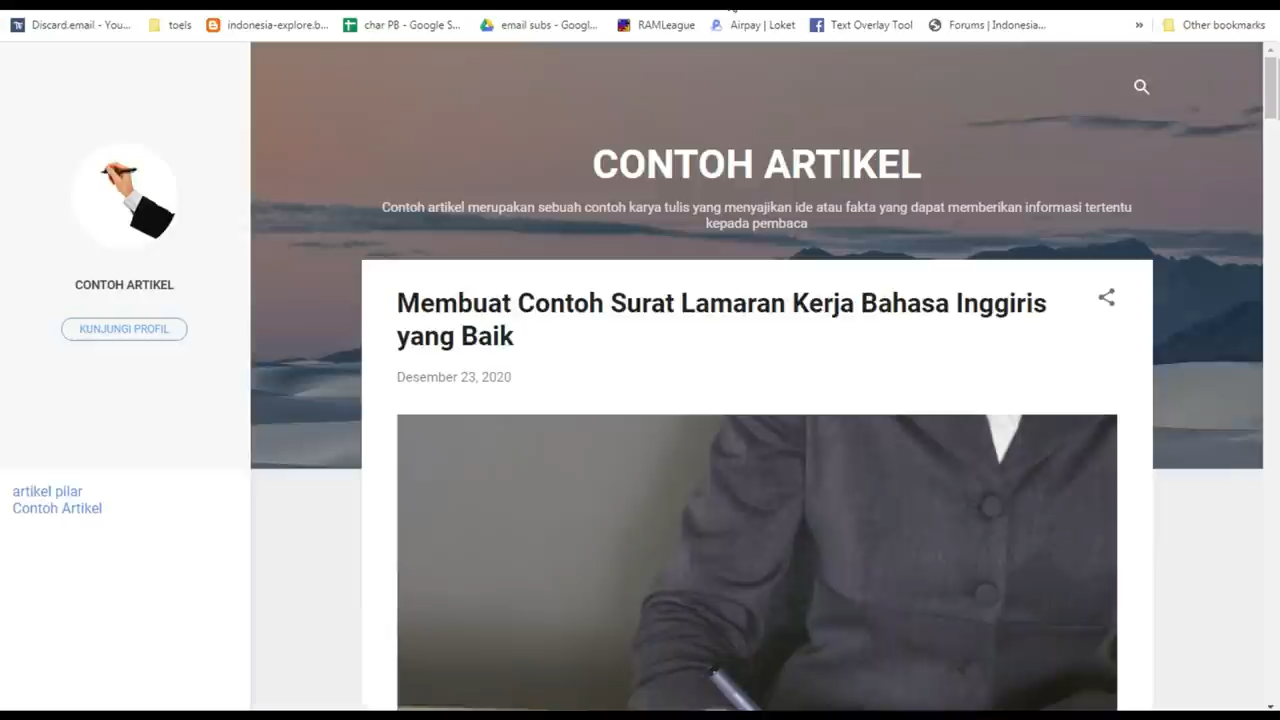 Discard.email - You... toels indonesia-explore.b... char PB - Google S... email subs - Googl... RAMLeague Airpay | Loket Text Overlay Tool Forums | Indonesia... » Other bookmarks
CONTOH ARTIKEL
KUNJUNGI PROFIL
artikel pilar
Contoh Artikel
CONTOH ARTIKEL
Contoh artikel merupakan sebuah contoh karya tulis yang menyajikan ide atau fakta yang dapat memberikan informasi tertentu
kepada pembaca
Membuat Contoh Surat Lamaran Kerja Bahasa Inggiris
yang Baik
Desember 23, 2020